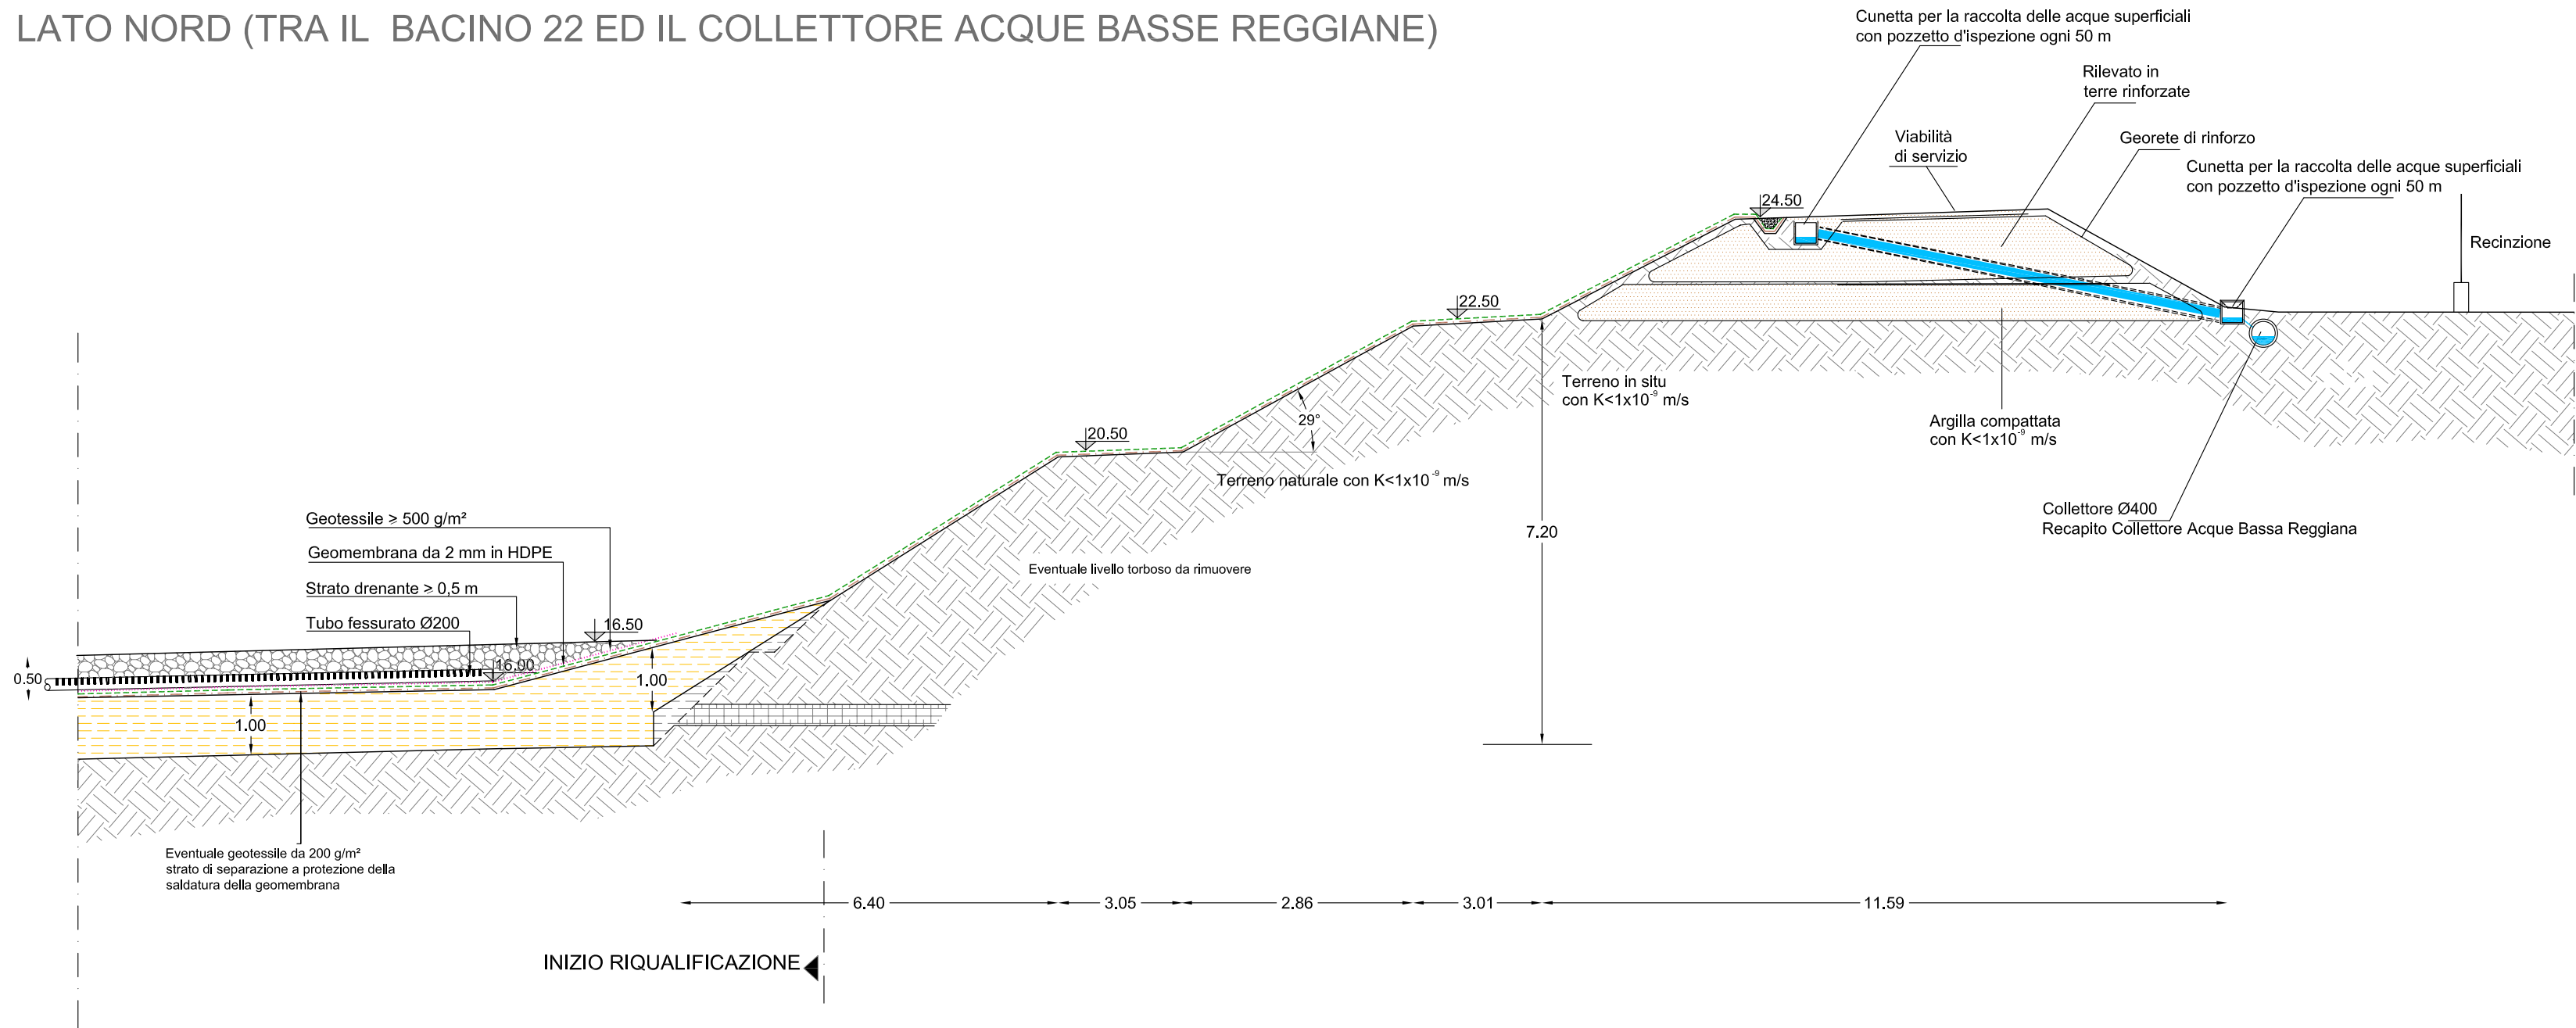 LATO NORD (TRA IL BACINO 22 ED IL COLLETTORE ACQUE BASSE REGGIANE)
Cunetta per la raccolta delle acque superficiali
con pozzetto d'ispezione ogni 50 m
Rilevato in
terre rinforzate
Viabilità
di servizio
Georete di rinforzo
Cunetta per la raccolta delle acque superficiali
con pozzetto d'ispezione ogni 50 m
24.50
Recinzione
22.50
Terreno in situ
con K<1x10⁻⁹ m/s
29°
Argilla compattata
con K<1x10⁻⁹ m/s
20.50
Terreno naturale con K<1x10⁻⁹ m/s
Collettore Ø400
Recapito Collettore Acque Bassa Reggiana
7.20
Geotessile ≥ 500 g/m²
Geomembrana da 2 mm in HDPE
Eventuale livello torboso da rimuovere
Strato drenante ≥ 0,5 m
Tubo fessurato Ø200
16.50
16.00
0.50
1.00
1.00
Eventuale geotessile da 200 g/m²
strato di separazione a protezione della
saldatura della geomembrana
6.40
3.05
2.86
3.01
11.59
INIZIO RIQUALIFICAZIONE